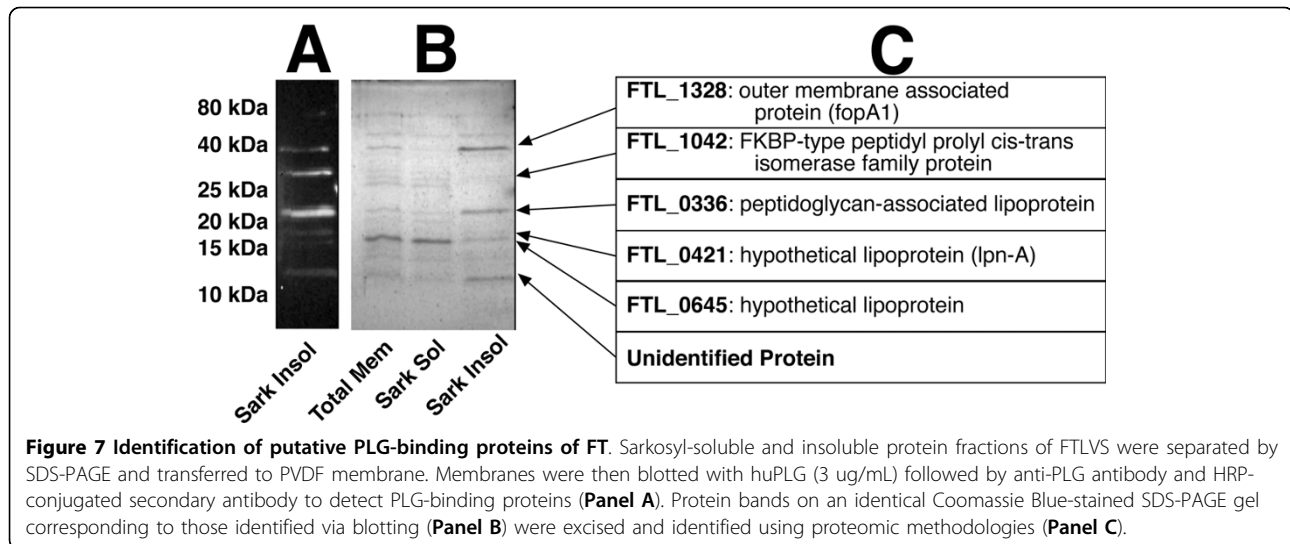 A
B
C
80 kDa
40 kDa
25 kDa
20 kDa
15 kDa
10 kDa
Sark Insol
Total Mem
Sark Sol
Sark Insol
FTL_1328: outer membrane associated
protein (fopA1)
FTL_1042: FKBP-type peptidyl prolyl cis-trans
isomerase family protein
FTL_0336: peptidoglycan-associated lipoprotein
FTL_0421: hypothetical lipoprotein (lpn-A)
FTL_0645: hypothetical lipoprotein
Unidentified Protein
Figure 7 Identification of putative PLG-binding proteins of FT. Sarkosyl-soluble and insoluble protein fractions of FTLVS were separated by
SDS-PAGE and transferred to PVDF membrane. Membranes were then blotted with huPLG (3 ug/mL) followed by anti-PLG antibody and HRP-
conjugated secondary antibody to detect PLG-binding proteins (Panel A). Protein bands on an identical Coomassie Blue-stained SDS-PAGE gel
corresponding to those identified via blotting (Panel B) were excised and identified using proteomic methodologies (Panel C).